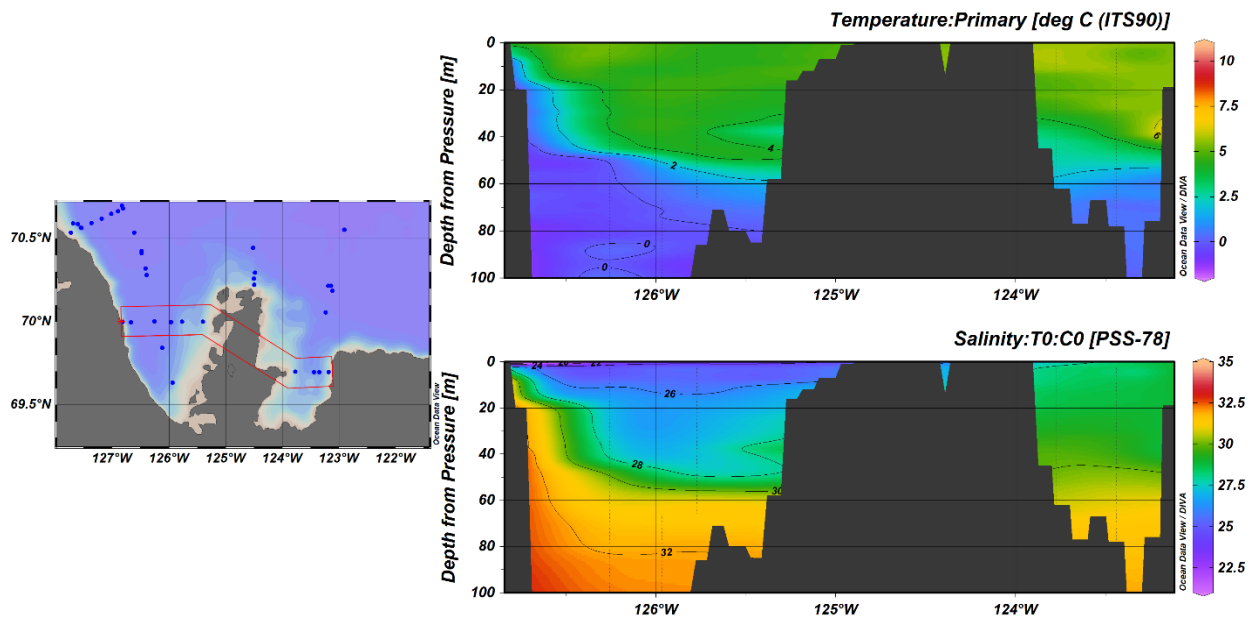 Temperature:Primary [deg C (ITS90)]
0
20
40
60
80
100
Depth from Pressure [m]
4
2
0
0
6
126°W
125°W
124°W
10
7.5
5
2.5
0
Ocean Data View / DIVA
70.5°N
70°N
69.5°N
127°W
126°W
125°W
124°W
123°W
122°W
Ocean Data View
Salinity:T0:C0 [PSS-78]
0
20
40
60
80
100
Depth from Pressure [m]
24
22
26
28
30
32
126°W
125°W
124°W
35
32.5
30
27.5
25
22.5
Ocean Data View / DIVA